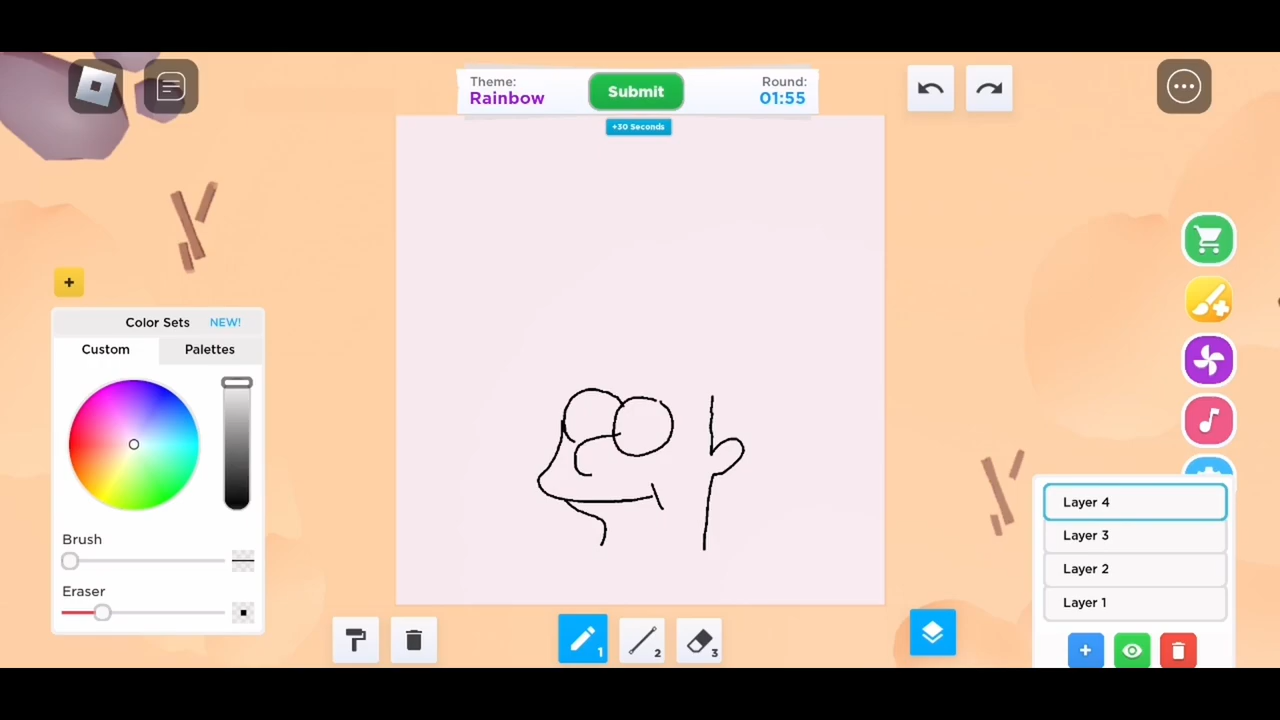 Theme:
Rainbow
Submit
Round:
01:55
+30 Seconds
+
Color Sets NEW!
Custom Palettes
Brush
Eraser
Layer 4
Layer 3
Layer 2
Layer 1
1
2
3
+